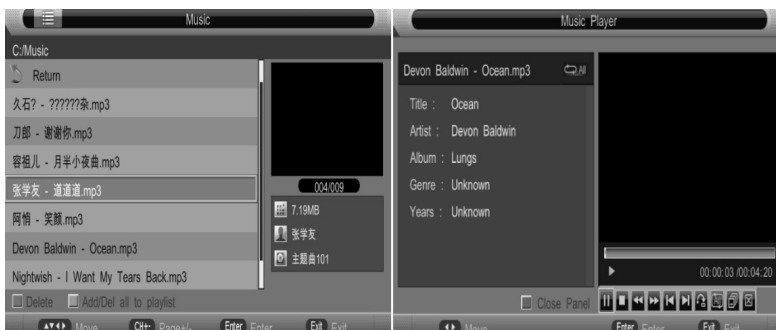 Music
C:/Music
Return
久石? - ??????杂.mp3
刀郎 - 谢谢你.mp3
容祖儿 - 月半小夜曲.mp3
张学友 - 道道道.mp3
阿悄 - 笑颜.mp3
Devon Baldwin - Ocean.mp3
Nightwish - I Want My Tears Back.mp3
004/009
7.19MB
张学友
主题曲101
Delete Add/Del all to playlist
Move CH+- Page+/- Enter Enter Exit Exit
Music Player
Devon Baldwin - Ocean.mp3 All
Title : Ocean
Artist : Devon Baldwin
Album : Lungs
Genre : Unknown
Years : Unknown
00:00:03 /00:04:20
Close Panel
Move Enter Enter Exit Exit